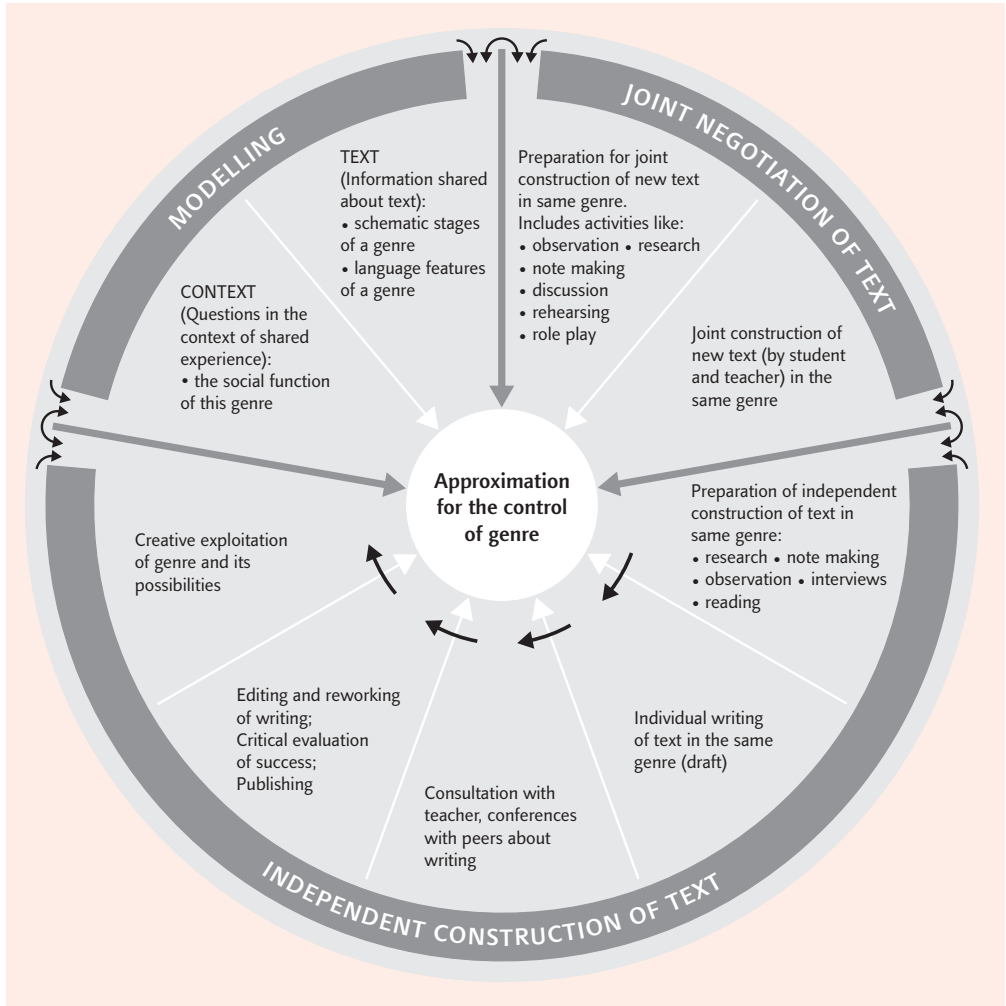 MODELLING
CONTEXT
(Questions in the
context of shared
experience):
• the social function
of this genre
TEXT
(Information shared
about text):
• schematic stages
of a genre
• language features
of a genre
JOINT NEGOTIATION OF TEXT
Preparation for joint
construction of new text
in same genre.
Includes activities like:
• observation • research
• note making
• discussion
• rehearsing
• role play
Joint construction of
new text (by student
and teacher) in the
same genre
Approximation
for the control
of genre
INDEPENDENT CONSTRUCTION OF TEXT
Preparation of independent
construction of text in
same genre:
• research • note making
• observation • interviews
• reading
Individual writing
of text in the same
genre (draft)
Consultation with
teacher, conferences
with peers about
writing
Editing and reworking
of writing;
Critical evaluation
of success;
Publishing
Creative exploitation
of genre and its
possibilities